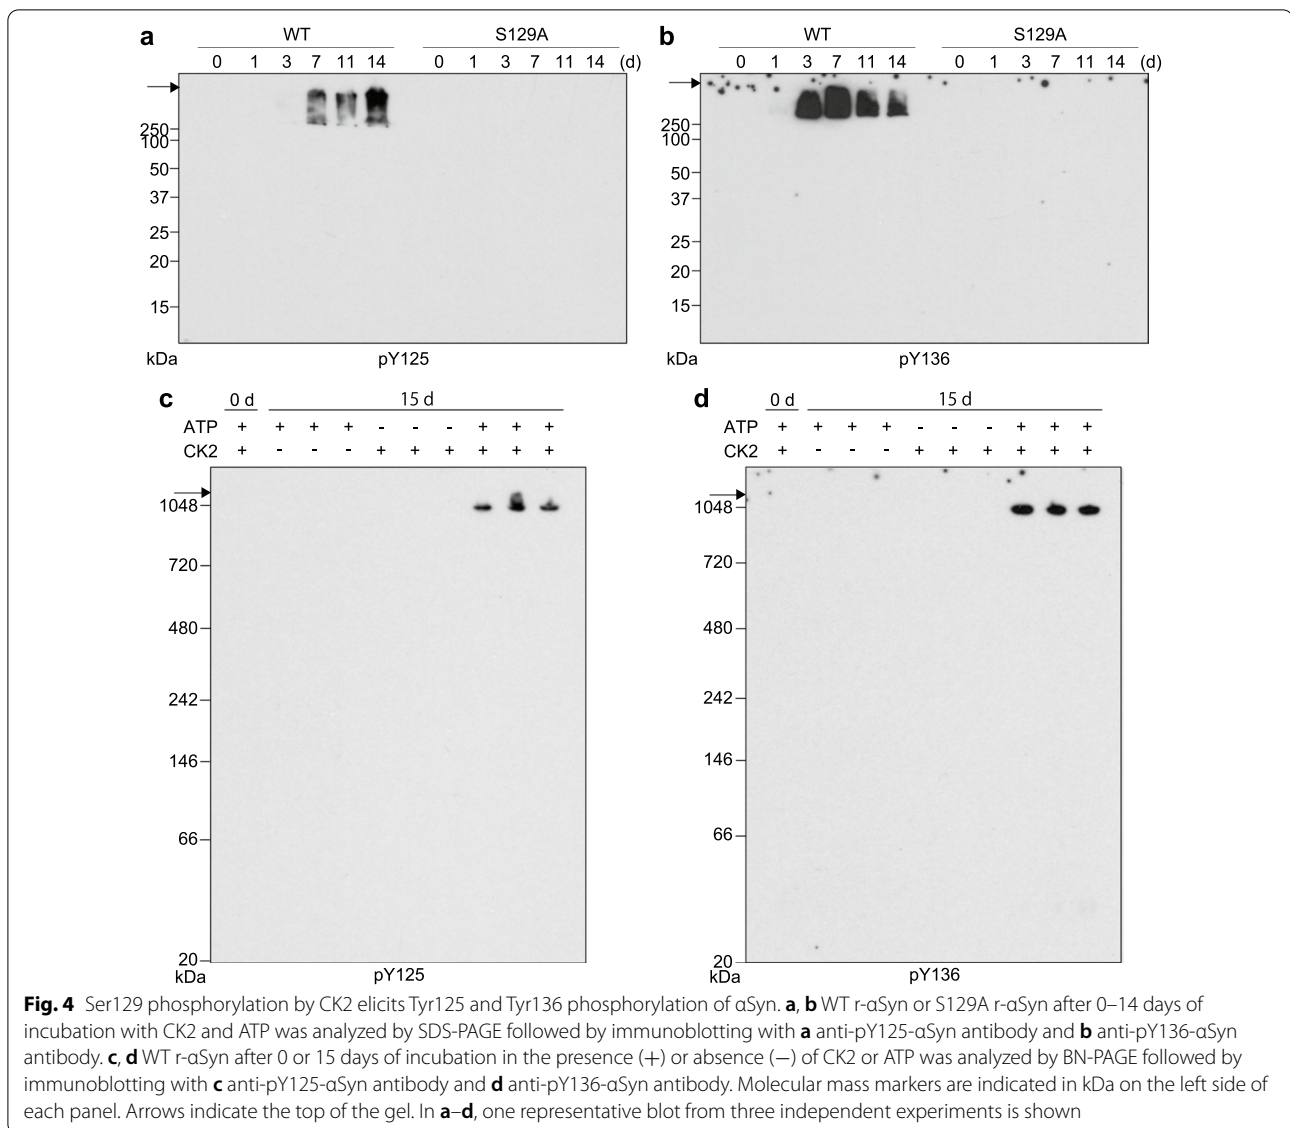 a
WT
S129A
0 1 3 7 11 14 0 1 3 7 11 14 (d)
250
100
50
37
25
20
15
kDa
pY125
b
WT
S129A
0 1 3 7 11 14 0 1 3 7 11 14 (d)
250
100
50
37
25
20
15
kDa
pY136
c
0 d 15 d
ATP + + + + - - - + + +
CK2 + - - - + + + + + +
1048
720
480
242
146
66
20
kDa
pY125
d
0 d 15 d
ATP + + + + - - - + + +
CK2 + - - - + + + + + +
1048
720
480
242
146
66
20
kDa
pY136
Fig. 4 Ser129 phosphorylation by CK2 elicits Tyr125 and Tyr136 phosphorylation of αSyn. a, b WT r-αSyn or S129A r-αSyn after 0–14 days of
incubation with CK2 and ATP was analyzed by SDS-PAGE followed by immunoblotting with a anti-pY125-αSyn antibody and b anti-pY136-αSyn
antibody. c, d WT r-αSyn after 0 or 15 days of incubation in the presence (+) or absence (−) of CK2 or ATP was analyzed by BN-PAGE followed by
immunoblotting with c anti-pY125-αSyn antibody and d anti-pY136-αSyn antibody. Molecular mass markers are indicated in kDa on the left side of
each panel. Arrows indicate the top of the gel. In a–d, one representative blot from three independent experiments is shown